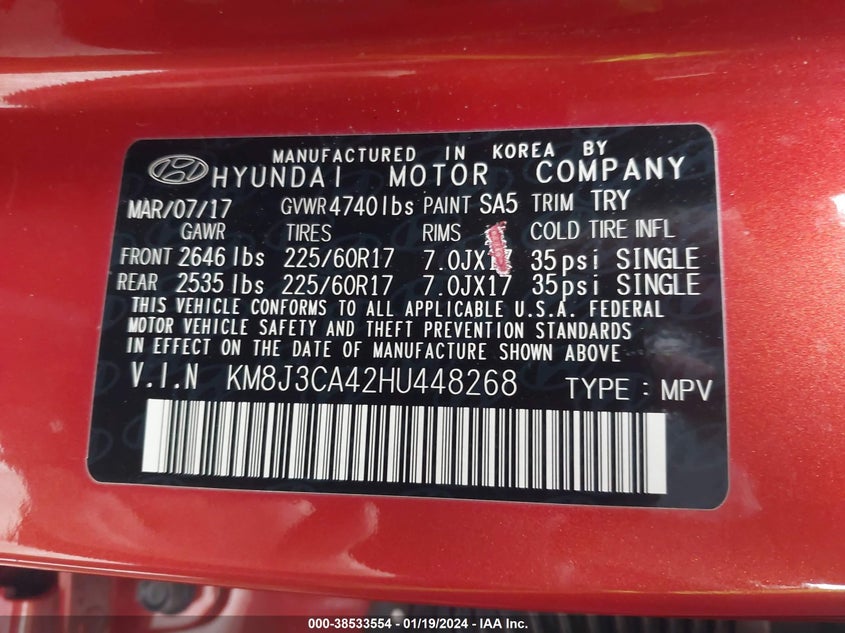 MANUFACTURED IN KOREA BY
HYUNDAI MOTOR COMPANY
MAR/07/17 GVWR 4740lbs PAINT SA5 TRIM TRY
GAWR TIRES RIMS COLD TIRE INFL
FRONT 2646 lbs 225/60R17 7.0JX17 35psi SINGLE
REAR 2535 lbs 225/60R17 7.0JX17 35psi SINGLE
THIS VEHICLE CONFORMS TO ALL APPLICABLE U.S.A. FEDERAL
MOTOR VEHICLE SAFETY AND THEFT PREVENTION STANDARDS
IN EFFECT ON THE DATE OF MANUFACTURE SHOWN ABOVE
V.I.N KM8J3CA42HU448268 TYPE : MPV
000-38533554 — 01/19/2024 — IAA Inc.